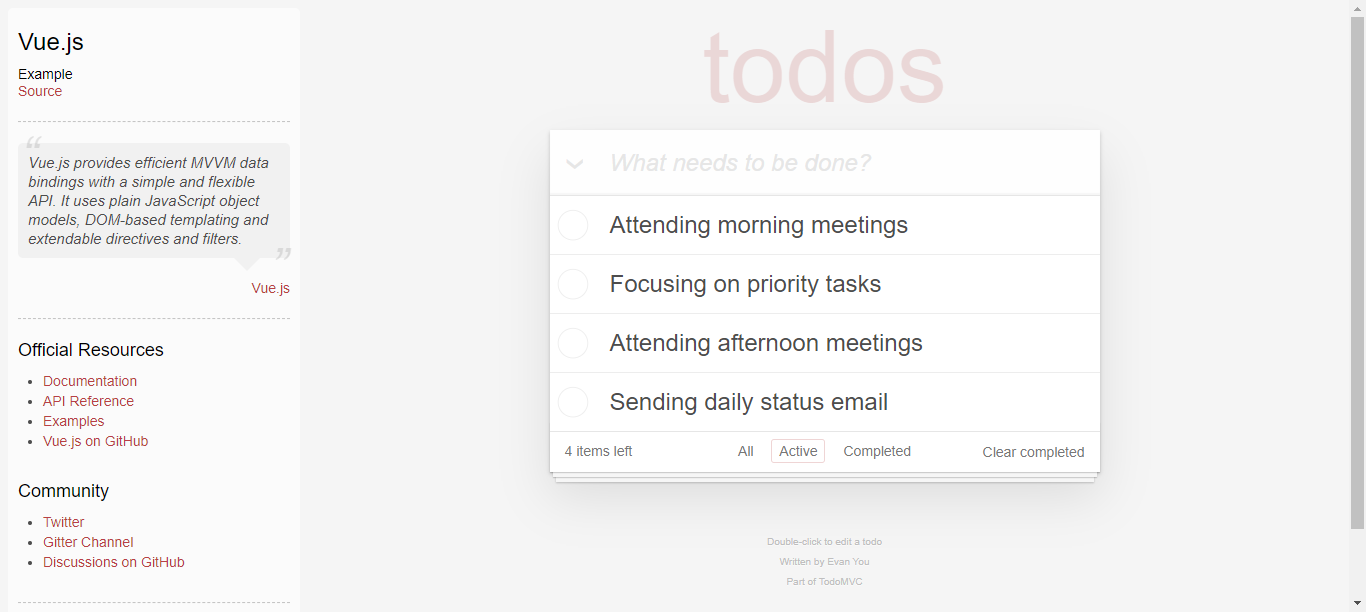 Vue.js
Example
Source
“
Vue.js provides efficient MVVM data
bindings with a simple and flexible
API. It uses plain JavaScript object
models, DOM-based templating and
extendable directives and filters.
”
Vue.js
Official Resources
• Documentation
• API Reference
• Examples
• Vue.js on GitHub
Community
• Twitter
• Gitter Channel
• Discussions on GitHub
todos
What needs to be done?
Attending morning meetings
Focusing on priority tasks
Attending afternoon meetings
Sending daily status email
4 items left All Active Completed Clear completed
Double-click to edit a todo
Written by Evan You
Part of TodoMVC